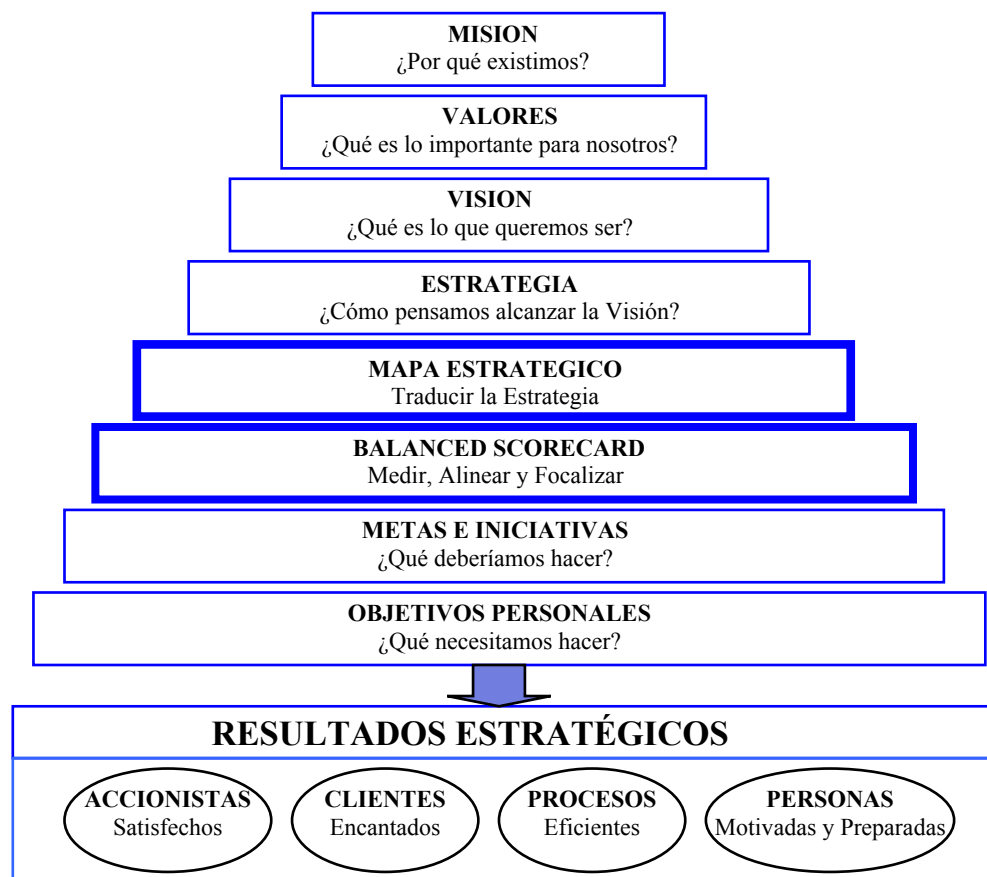 MISION
¿Por qué existimos?
VALORES
¿Qué es lo importante para nosotros?
VISION
¿Qué es lo que queremos ser?
ESTRATEGIA
¿Cómo pensamos alcanzar la Visión?
MAPA ESTRATEGICO
Traducir la Estrategia
BALANCED SCORECARD
Medir, Alinear y Focalizar
METAS E INICIATIVAS
¿Qué deberíamos hacer?
OBJETIVOS PERSONALES
¿Qué necesitamos hacer?
RESULTADOS ESTRATÉGICOS
ACCIONISTAS
Satisfechos
CLIENTES
Encantados
PROCESOS
Eficientes
PERSONAS
Motivadas y Preparadas